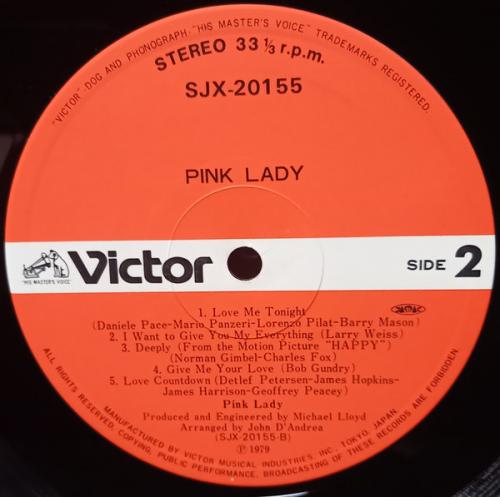 "VICTOR" DOG AND PHONOGRAPH: "HIS MASTER'S VOICE" TRADEMARKS REGISTERED.
STEREO 33 1/3 r.p.m.
SJX-20155
PINK LADY
"HIS MASTER'S VOICE"
Victor
SIDE 2
1. Love Me Tonight
(Daniele Pace-Mario Panzeri-Lorenzo Pilat-Barry Mason)
2. I Want to Give You My Everything (Larry Weiss)
3. Deeply (From the Motion Picture "HAPPY")
(Norman Gimbel-Charles Fox)
4. Give Me Your Love (Bob Gundry)
5. Love Countdown (Detlef Petersen-James Hopkins-
James Harrison-Geoffrey Peacey)
Pink Lady
Produced and Engineered by Michael Lloyd
Arranged by John D'Andrea
(SJX-20155-B)
Ⓟ 1979
MANUFACTURED BY VICTOR MUSICAL INDUSTRIES, INC. TOKYO, JAPAN
ALL RIGHTS RESERVED. COPYING, PUBLIC PERFORMANCE, BROADCASTING OF THESE RECORDS ARE FORBIDDEN.